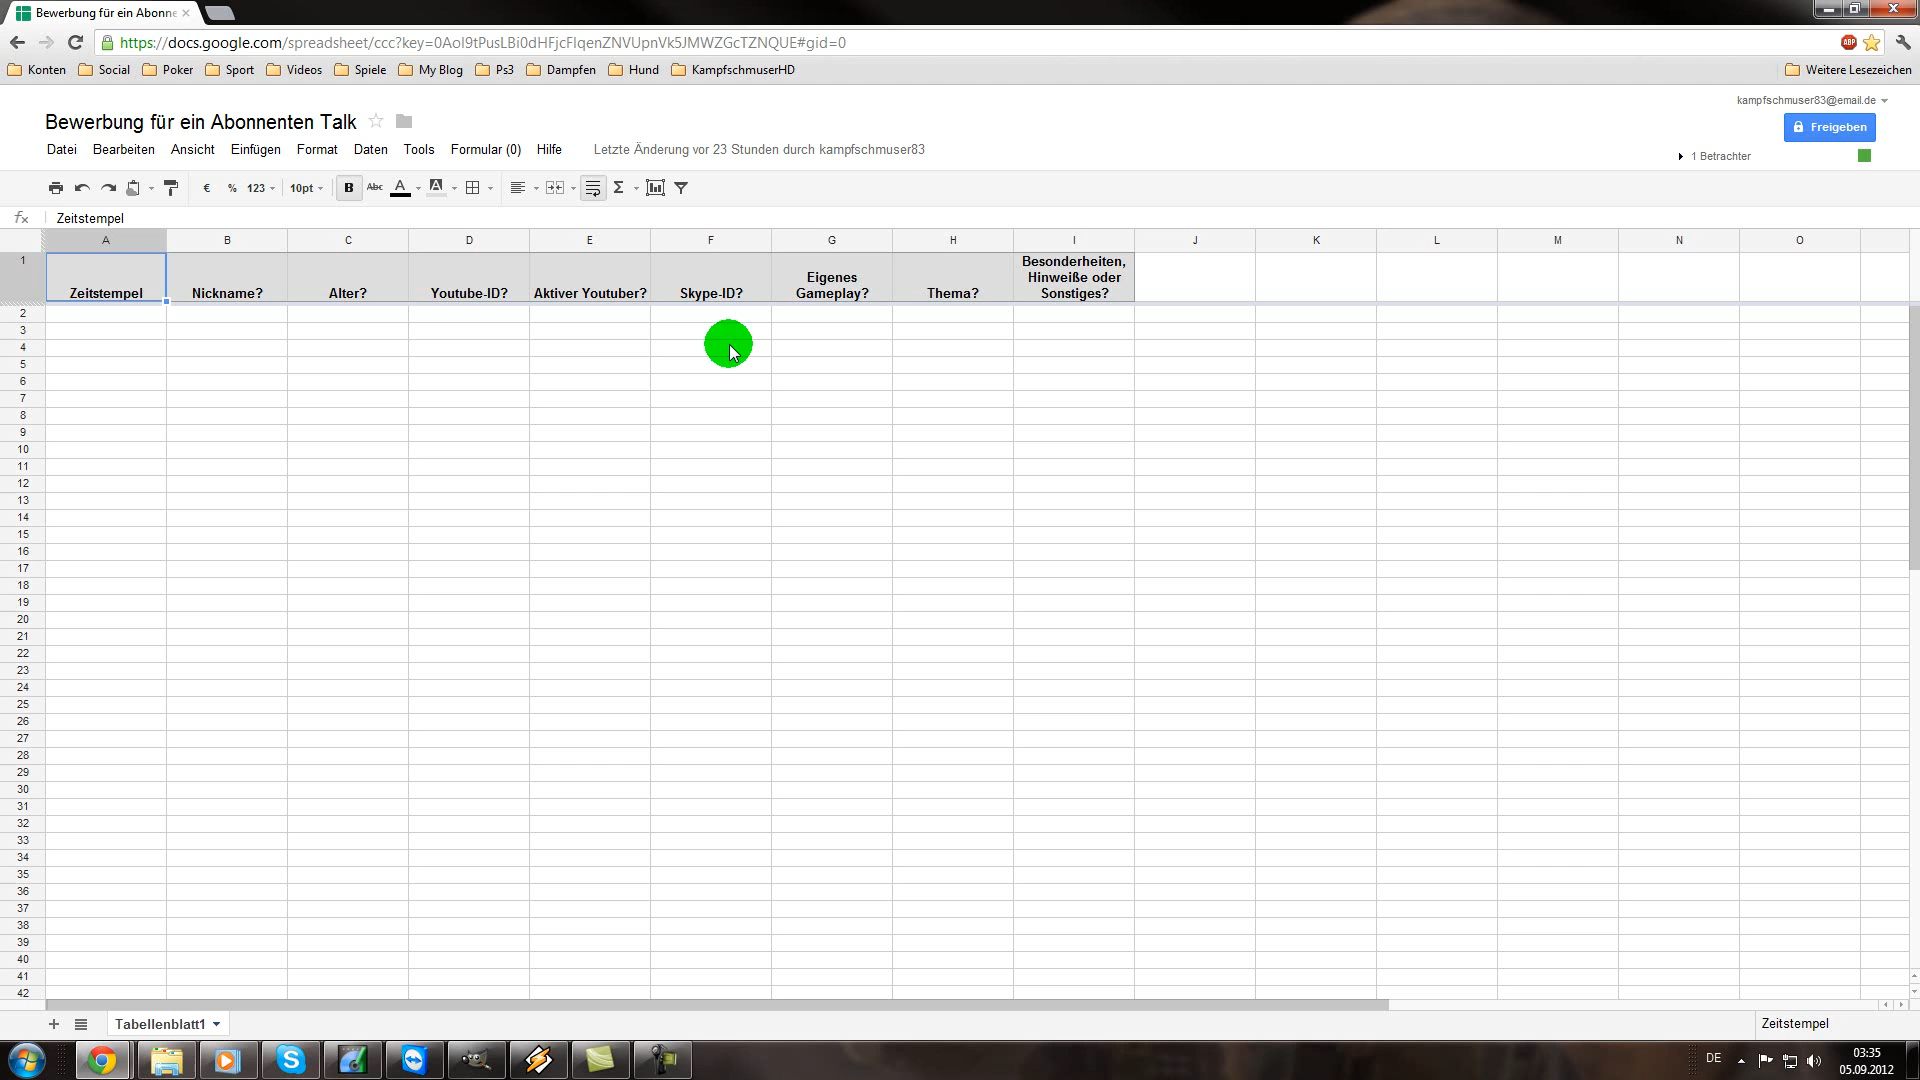 Bewerbung für ein Abonne
https://docs.google.com/spreadsheet/ccc?key=0AoI9tPusLBi0dHFjcFlqenZNVUpnVk5JMWZGcTZNQUE#gid=0
ABP
Konten Social Poker Sport Videos Spiele My Blog Ps3 Dampfen Hund KampfschmuserHD Weitere Lesezeichen
kampfschmuser83@email.de
Bewerbung für ein Abonnenten Talk
Freigeben
Datei Bearbeiten Ansicht Einfügen Format Daten Tools Formular (0) Hilfe Letzte Änderung vor 23 Stunden durch kampfschmuser83
1 Betrachter
€ % 123 10pt B Abc A A Σ
fx Zeitstempel
A B C D E F G H I J K L M N O
1 Zeitstempel Nickname? Alter? Youtube-ID? Aktiver Youtuber? Skype-ID? Eigenes Gameplay? Thema? Besonderheiten, Hinweiße oder Sonstiges?
2
3
4
5
6
7
8
9
10
11
12
13
14
15
16
17
18
19
20
21
22
23
24
25
26
27
28
29
30
31
32
33
34
35
36
37
38
39
40
41
42
Tabellenblatt1 Zeitstempel
DE 03:35
05.09.2012